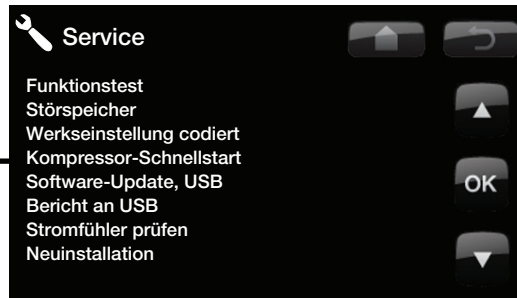 Service
Funktionstest
Störspeicher
Werkseinstellung codiert
Kompressor-Schnellstart
Software-Update, USB
OK
Bericht an USB
Stromfühler prüfen
Neuinstallation